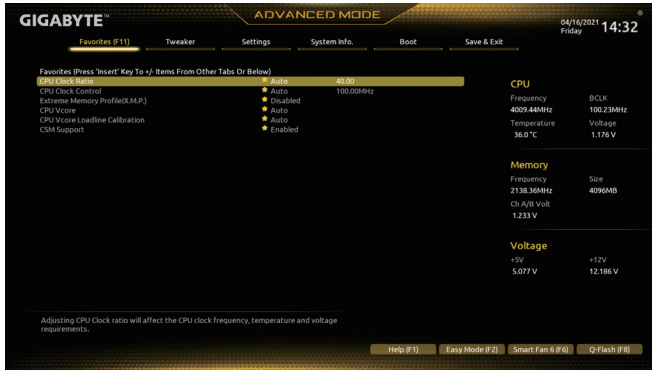 GIGABYTE™
ADVANCED MODE
04/16/2021
Friday
14:32
Favorites (F11) Tweaker Settings System Info. Boot Save & Exit
Favorites (Press 'Insert' Key To +/- Items From Other Tabs Or Below)
CPU Clock Ratio Auto 40.00
CPU Clock Control Auto 100.00MHz
Extreme Memory Profile(X.M.P.) Disabled
CPU Vcore Auto
CPU Vcore Loadline Calibration Auto
CSM Support Enabled
CPU
Frequency BCLK
4009.44MHz 100.23MHz
Temperature Voltage
36.0 °C 1.176 V
Memory
Frequency Size
2138.36MHz 4096MB
Ch A/B Volt
1.233 V
Voltage
+5V +12V
5.077 V 12.186 V
Adjusting CPU Clock ratio will affect the CPU clock frequency, temperature and voltage
requirements.
Help (F1) Easy Mode (F2) Smart Fan 6 (F6) Q-Flash (F8)